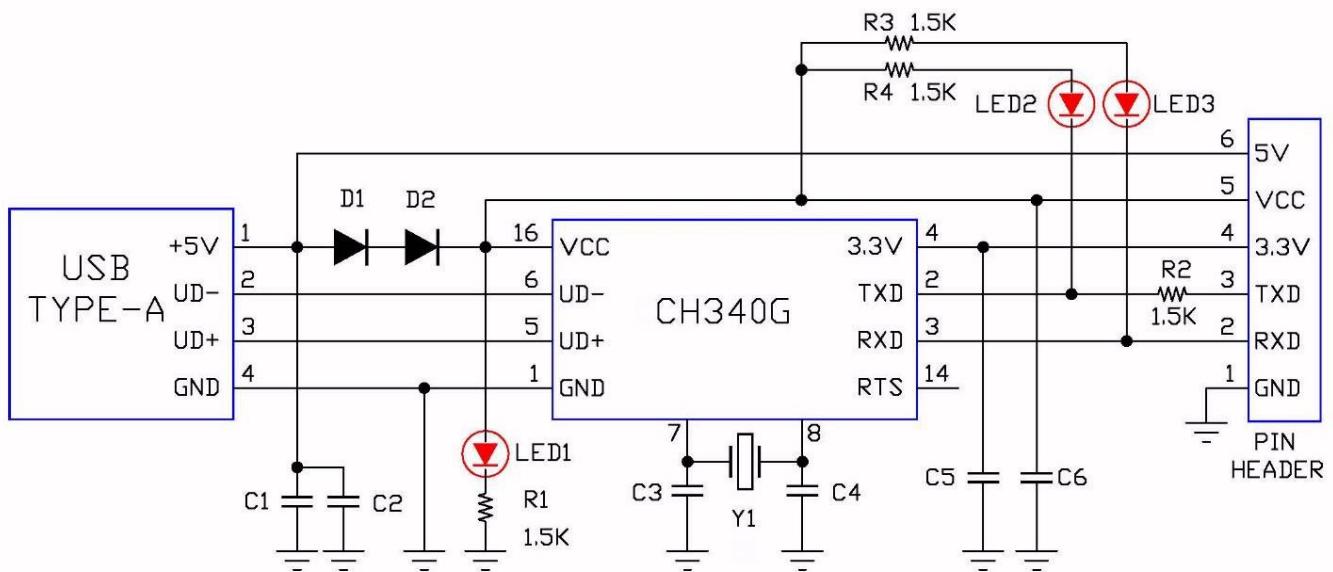 R3 1.5K
R4 1.5K
LED2
LED3
6
5V
5
VCC
D1
D2
1
+5V
16
VCC
3.3V
4
4
3.3V
USB
TYPE-A
2
UD-
6
UD-
CH340G
TXD
2
R2
1.5K
3
TXD
3
UD+
5
UD+
RXD
3
2
RXD
4
GND
1
GND
RTS
14
1
GND
7
8
LED1
PIN
HEADER
C1
C2
R1
1.5K
C3
Y1
C4
C5
C6